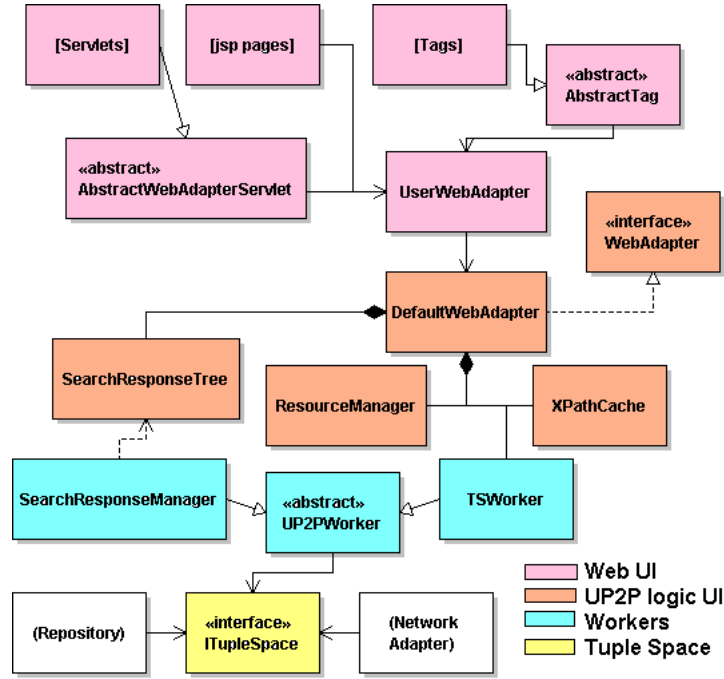 [Servlets]
[jsp pages]
[Tags]
«abstract»
AbstractTag
«abstract»
AbstractWebAdapterServlet
UserWebAdapter
«interface»
WebAdapter
DefaultWebAdapter
SearchResponseTree
ResourceManager
XPathCache
SearchResponseManager
«abstract»
UP2PWorker
TSWorker
(Repository)
«interface»
ITupleSpace
(Network
Adapter)
Web UI
UP2P logic UI
Workers
Tuple Space